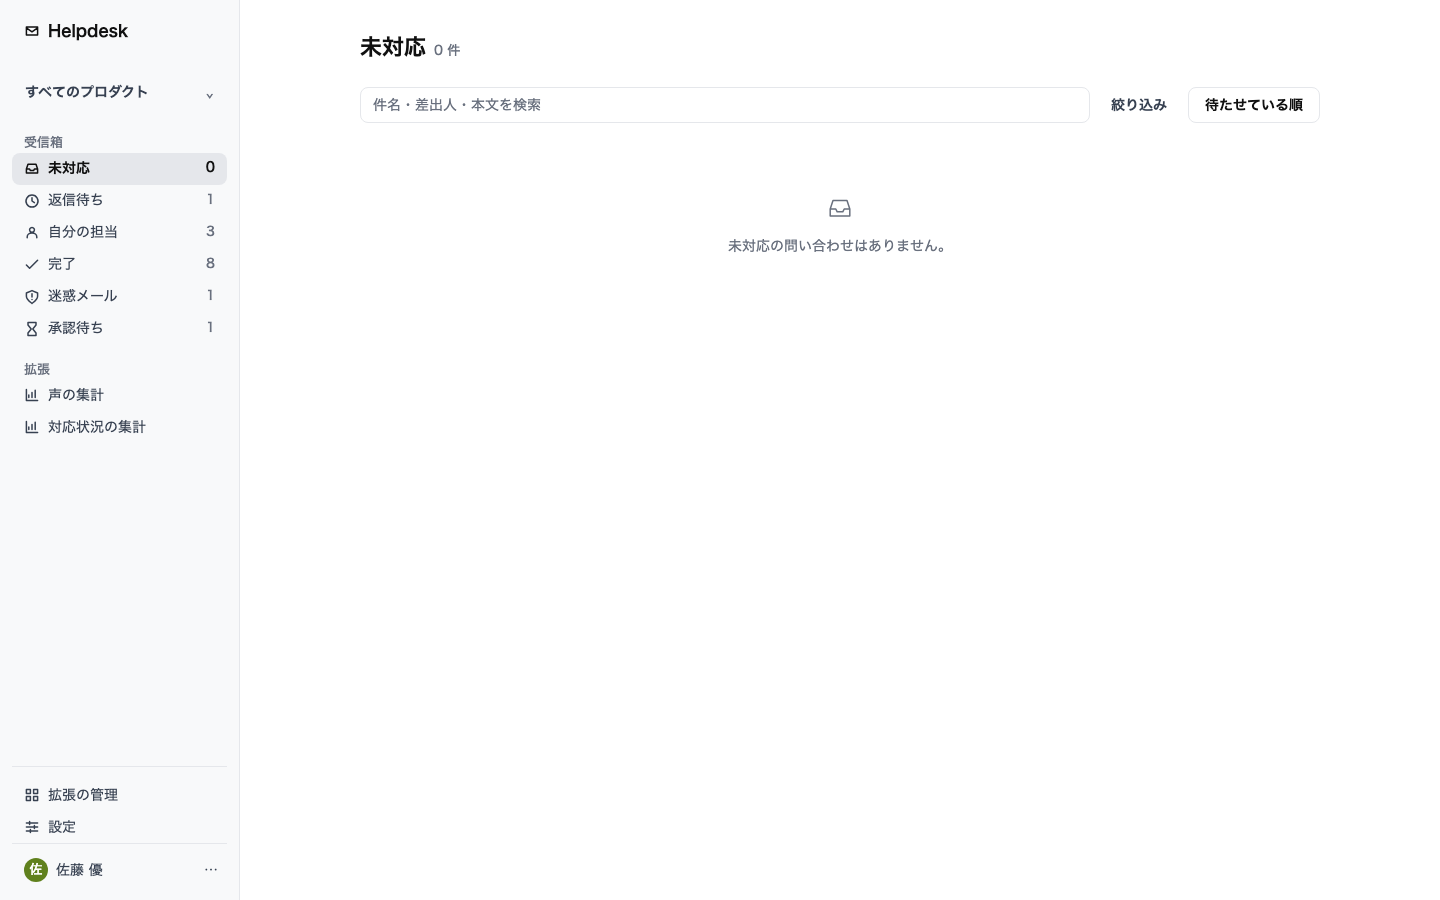 Helpdesk
すべてのプロダクト
受信箱
未対応 0
返信待ち 1
自分の担当 3
完了 8
迷惑メール 1
承認待ち 1
拡張
声の集計
対応状況の集計
拡張の管理
設定
佐 佐藤 優 …
未対応 0 件
件名・差出人・本文を検索 絞り込み 待たせている順
未対応の問い合わせはありません。